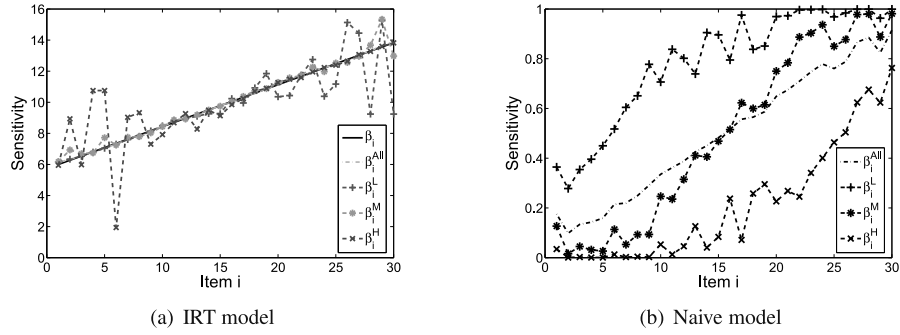 16
14
12
10
8
6
4
2
0
Sensitivity
0 5 10 15 20 25 30
Item i
β_i
β_i^All
β_i^L
β_i^M
β_i^H
(a) IRT model
1
0.8
0.6
0.4
0.2
0
Sensitivity
0 5 10 15 20 25 30
Item i
β_i^All
β_i^L
β_i^M
β_i^H
(b) Naive model